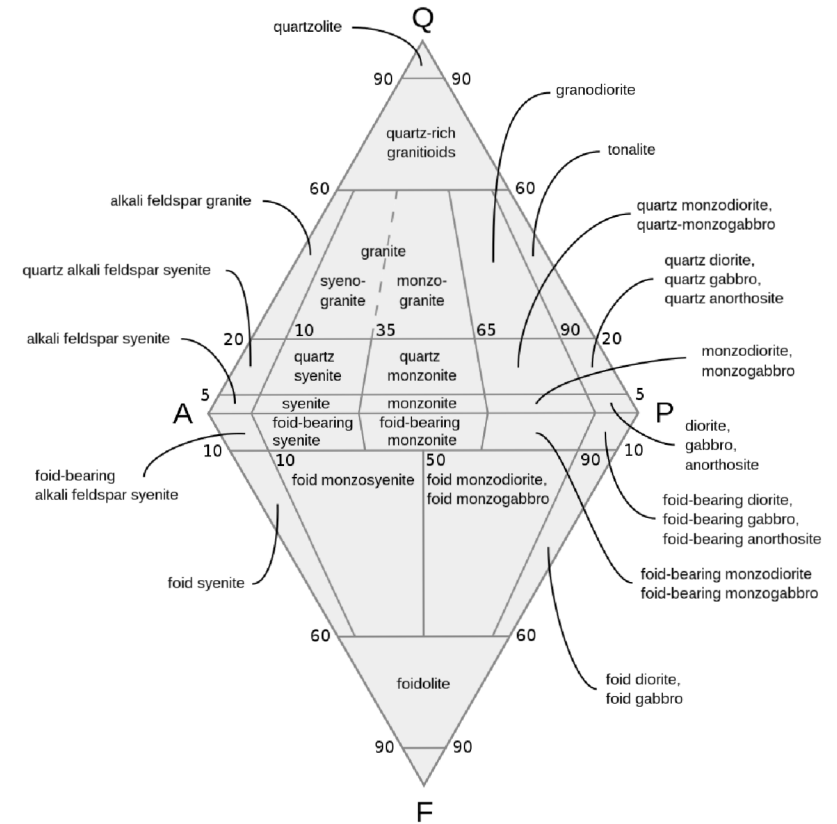 Q
quartzolite
90 90
granodiorite
quartz-rich
granitioids
tonalite
60 60
alkali feldspar granite
quartz monzodiorite,
quartz-monzogabbro
granite
quartz alkali feldspar syenite
quartz diorite,
quartz gabbro,
quartz anorthosite
syeno-
granite
monzo-
granite
20 10 35 65 90 20
alkali feldspar syenite
quartz
syenite
quartz
monzonite
monzodiorite,
monzogabbro
5 5
syenite monzonite
A P
foid-bearing
syenite
foid-bearing
monzonite
diorite,
gabbro,
anorthosite
10 10 50 90 10
foid-bearing
alkali feldspar syenite
foid monzosyenite
foid monzodiorite,
foid monzogabbro
foid-bearing diorite,
foid-bearing gabbro,
foid-bearing anorthosite
foid syenite
foid-bearing monzodiorite
foid-bearing monzogabbro
60 60
foidolite
foid diorite,
foid gabbro
90 90
F